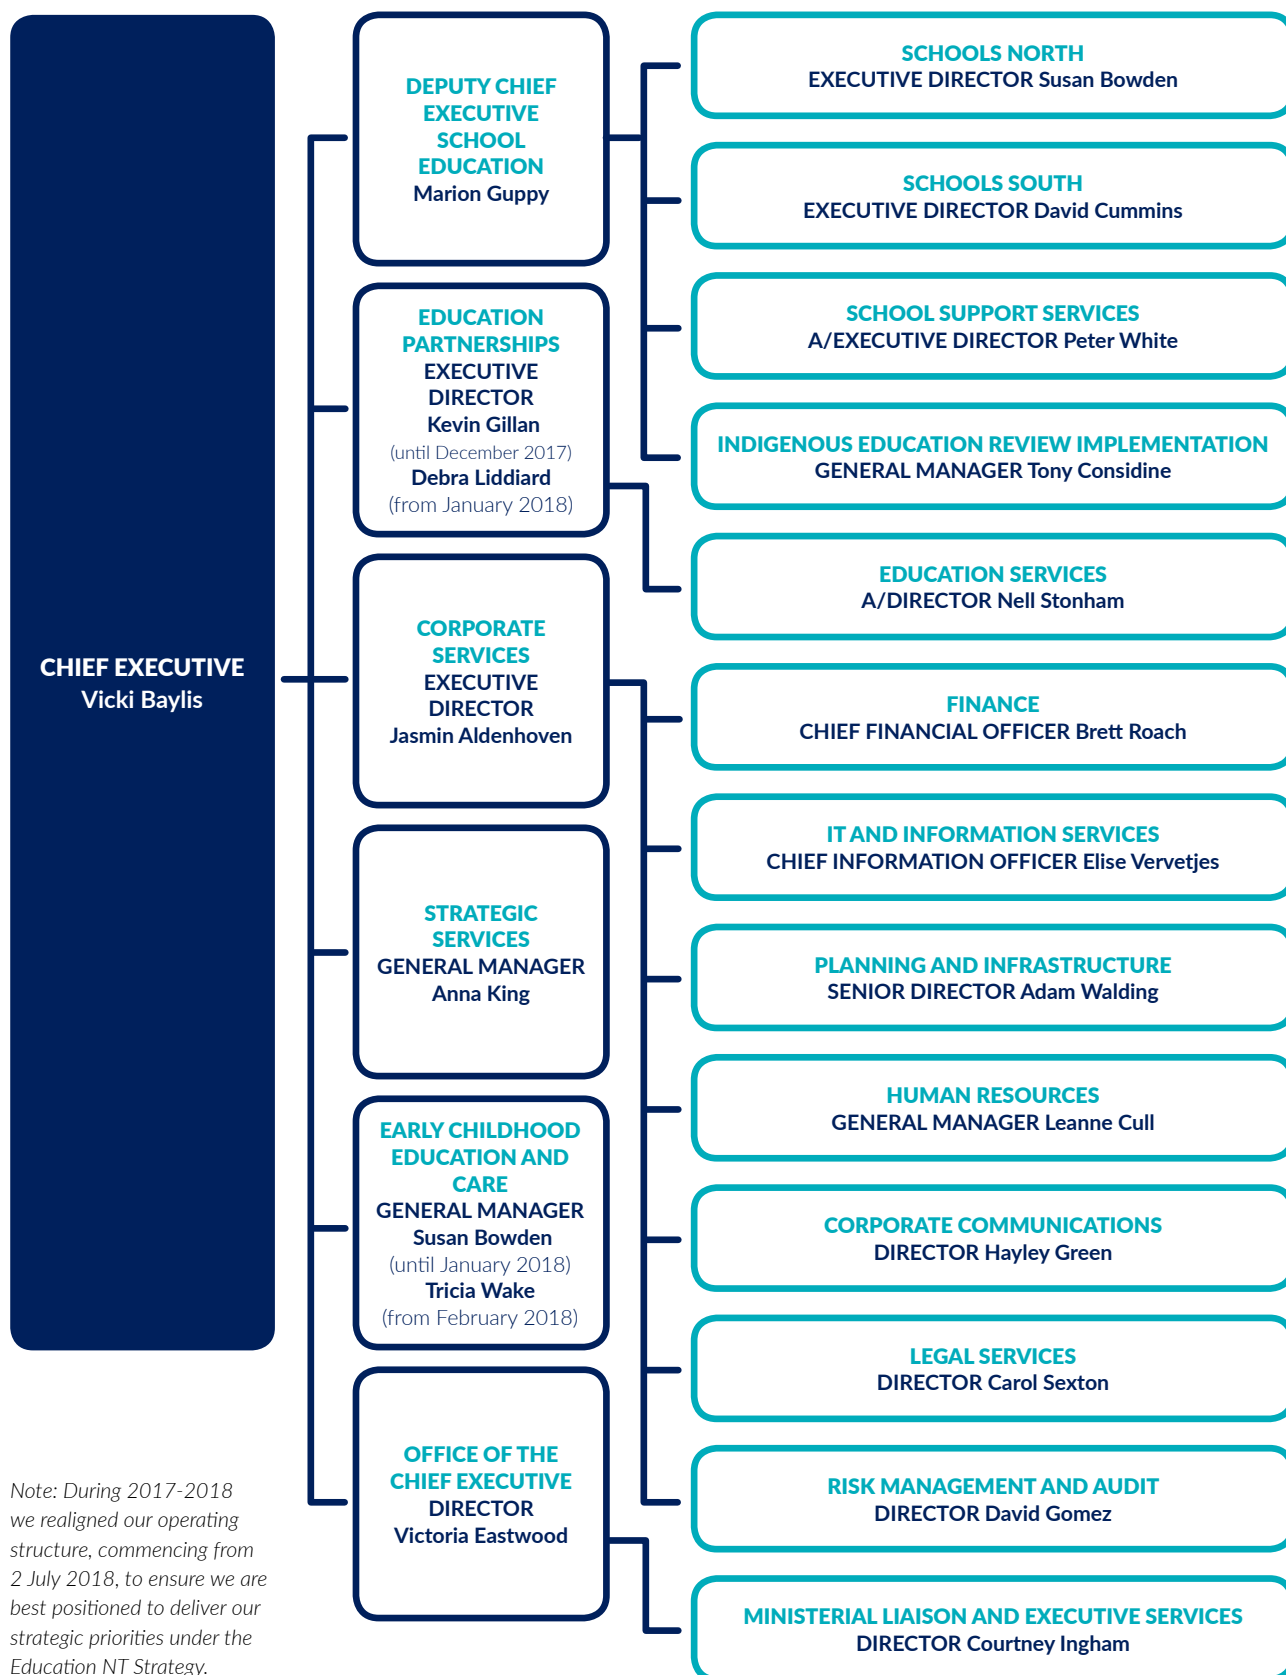 CHIEF EXECUTIVE
Vicki Baylis
Note: During 2017-2018
we realigned our operating
structure, commencing from
2 July 2018, to ensure we are
best positioned to deliver our
strategic priorities under the
Education NT Strategy.
DEPUTY CHIEF
EXECUTIVE
SCHOOL
EDUCATION
Marion Guppy
EDUCATION
PARTNERSHIPS
EXECUTIVE
DIRECTOR
Kevin Gillan
(until December 2017)
Debra Liddiard
(from January 2018)
CORPORATE
SERVICES
EXECUTIVE
DIRECTOR
Jasmin Aldenhoven
STRATEGIC
SERVICES
GENERAL MANAGER
Anna King
EARLY CHILDHOOD
EDUCATION AND
CARE
GENERAL MANAGER
Susan Bowden
(until January 2018)
Tricia Wake
(from February 2018)
OFFICE OF THE
CHIEF EXECUTIVE
DIRECTOR
Victoria Eastwood
SCHOOLS NORTH
EXECUTIVE DIRECTOR Susan Bowden
SCHOOLS SOUTH
EXECUTIVE DIRECTOR David Cummins
SCHOOL SUPPORT SERVICES
A/EXECUTIVE DIRECTOR Peter White
INDIGENOUS EDUCATION REVIEW IMPLEMENTATION
GENERAL MANAGER Tony Considine
EDUCATION SERVICES
A/DIRECTOR Nell Stonham
FINANCE
CHIEF FINANCIAL OFFICER Brett Roach
IT AND INFORMATION SERVICES
CHIEF INFORMATION OFFICER Elise Vervetjes
PLANNING AND INFRASTRUCTURE
SENIOR DIRECTOR Adam Walding
HUMAN RESOURCES
GENERAL MANAGER Leanne Cull
CORPORATE COMMUNICATIONS
DIRECTOR Hayley Green
LEGAL SERVICES
DIRECTOR Carol Sexton
RISK MANAGEMENT AND AUDIT
DIRECTOR David Gomez
MINISTERIAL LIAISON AND EXECUTIVE SERVICES
DIRECTOR Courtney Ingham